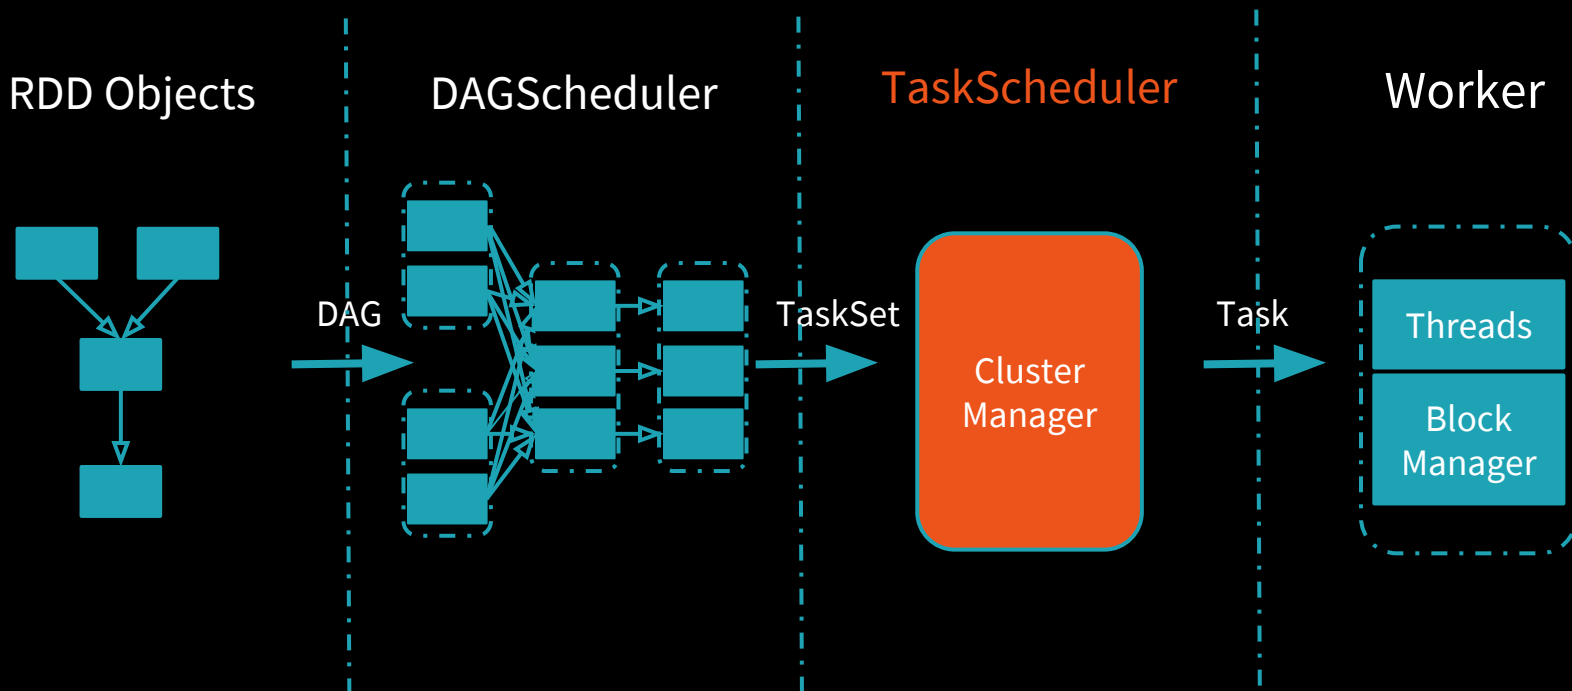 RDD Objects
DAGScheduler
TaskScheduler
Worker
DAG
TaskSet
Task
Cluster
Manager
Threads
Block
Manager